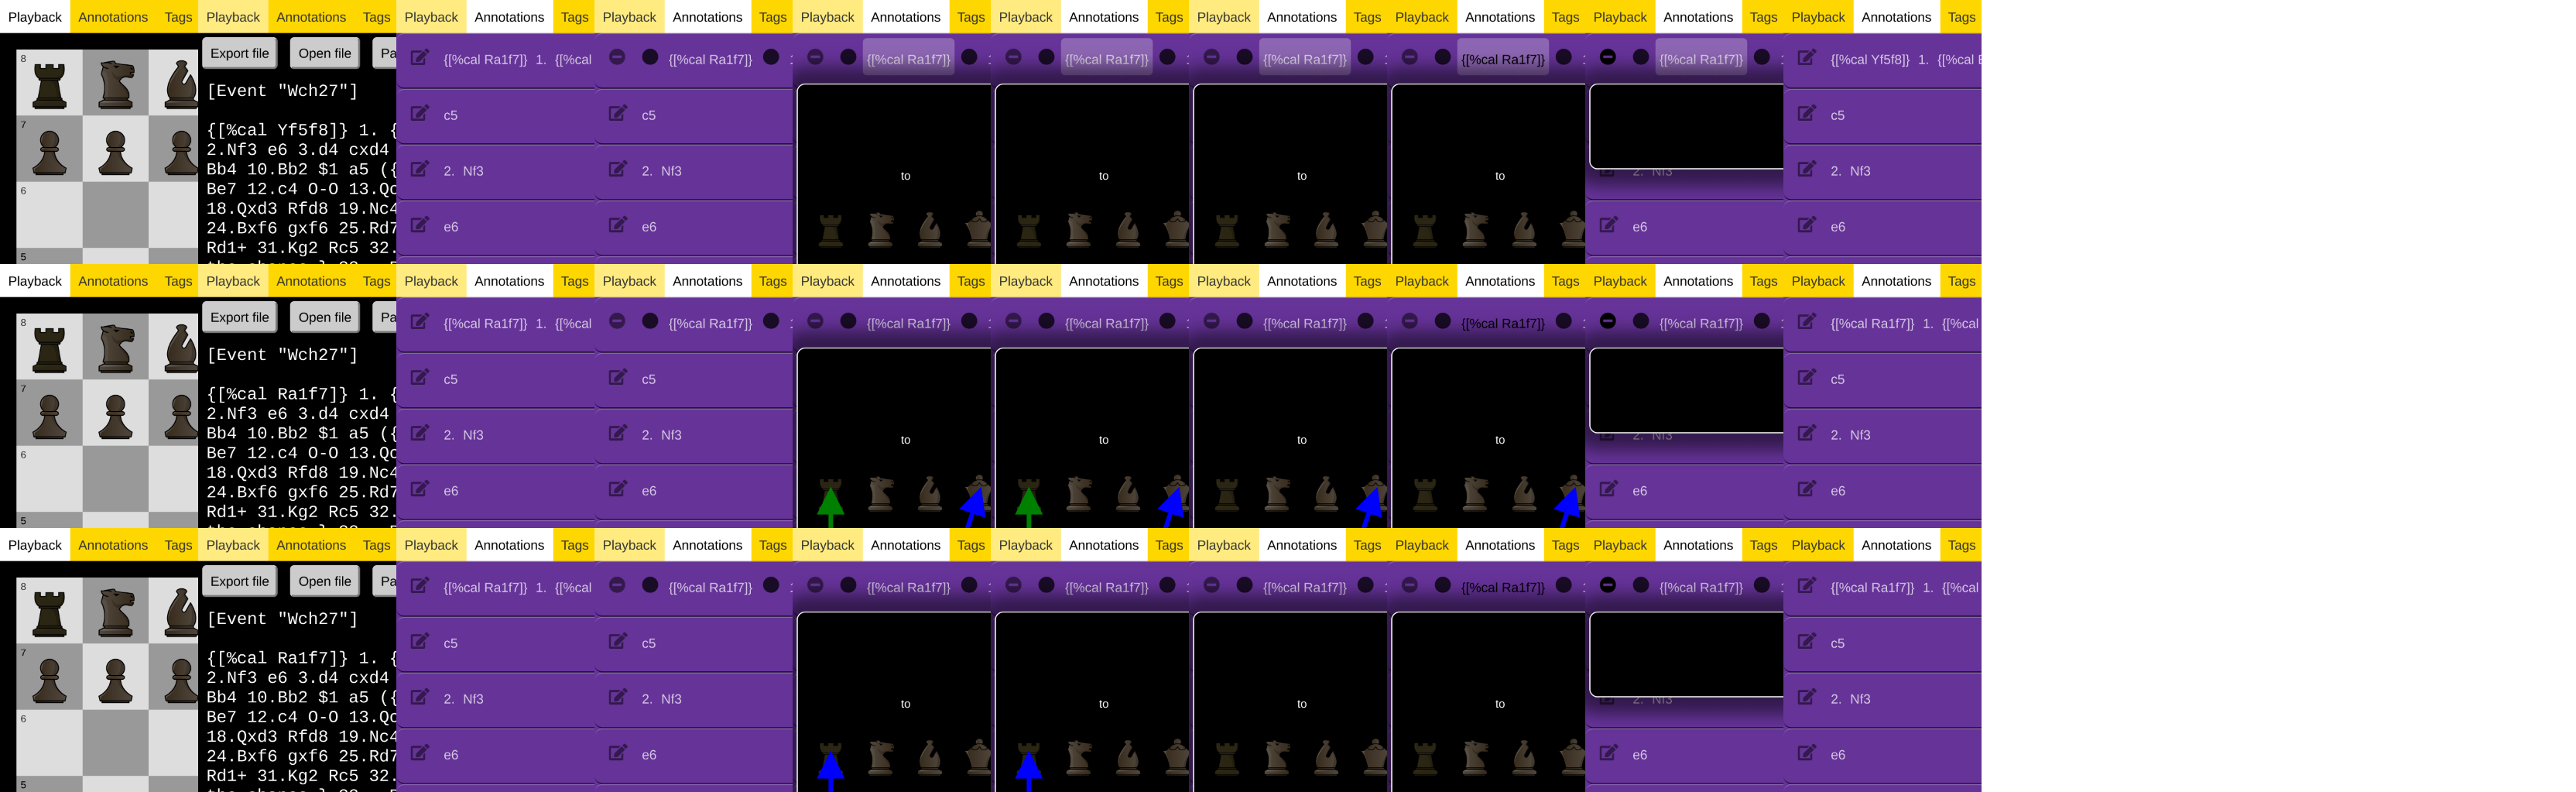 Playback Annotations Tags
8
7
6
5
Playback Annotations Tags
Export file Open file Pa
[Event "Wch27"]
{[%cal Yf5f8]} 1. {
2.Nf3 e6 3.d4 cxd4
Bb4 10.Bb2 $1 a5 ({
Be7 12.c4 O-O 13.Qc
18.Qxd3 Rfd8 19.Nc4
24.Bxf6 gxf6 25.Rd7
Rd1+ 31.Kg2 Rc5 32.
Playback Annotations Tags
{[%cal Ra1f7]} 1. {[%cal
c5
2. Nf3
e6
Playback Annotations Tags
{[%cal Ra1f7]}
c5
2. Nf3
e6
Playback Annotations Tags
{[%cal Ra1f7]}
to
Playback Annotations Tags
{[%cal Ra1f7]}
to
Playback Annotations Tags
{[%cal Ra1f7]}
to
Playback Annotations Tags
{[%cal Ra1f7]}
to
Playback Annotations Tags
{[%cal Ra1f7]}
2. Nf3
e6
Playback Annotations Tags
{[%cal Yf5f8]} 1. {[%cal
c5
2. Nf3
e6
Playback Annotations Tags
8
7
6
5
Playback Annotations Tags
Export file Open file Pa
[Event "Wch27"]
{[%cal Ra1f7]} 1. {
2.Nf3 e6 3.d4 cxd4
Bb4 10.Bb2 $1 a5 ({
Be7 12.c4 O-O 13.Qc
18.Qxd3 Rfd8 19.Nc4
24.Bxf6 gxf6 25.Rd7
Rd1+ 31.Kg2 Rc5 32.
Playback Annotations Tags
{[%cal Ra1f7]} 1. {[%cal
c5
2. Nf3
e6
Playback Annotations Tags
{[%cal Ra1f7]}
c5
2. Nf3
e6
Playback Annotations Tags
{[%cal Ra1f7]}
to
Playback Annotations Tags
{[%cal Ra1f7]}
to
Playback Annotations Tags
{[%cal Ra1f7]}
to
Playback Annotations Tags
{[%cal Ra1f7]}
to
Playback Annotations Tags
{[%cal Ra1f7]}
2. Nf3
e6
Playback Annotations Tags
{[%cal Ra1f7]} 1. {[%cal
c5
2. Nf3
e6
Playback Annotations Tags
8
7
6
5
Playback Annotations Tags
Export file Open file Pa
[Event "Wch27"]
{[%cal Ra1f7]} 1. {
2.Nf3 e6 3.d4 cxd4
Bb4 10.Bb2 $1 a5 ({
Be7 12.c4 O-O 13.Qc
18.Qxd3 Rfd8 19.Nc4
24.Bxf6 gxf6 25.Rd7
Rd1+ 31.Kg2 Rc5 32.
Playback Annotations Tags
{[%cal Ra1f7]} 1. {[%cal
c5
2. Nf3
e6
Playback Annotations Tags
{[%cal Ra1f7]}
c5
2. Nf3
e6
Playback Annotations Tags
{[%cal Ra1f7]}
to
Playback Annotations Tags
{[%cal Ra1f7]}
to
Playback Annotations Tags
{[%cal Ra1f7]}
to
Playback Annotations Tags
{[%cal Ra1f7]}
to
Playback Annotations Tags
{[%cal Ra1f7]}
2. Nf3
e6
Playback Annotations Tags
{[%cal Ra1f7]} 1. {[%cal
c5
2. Nf3
e6